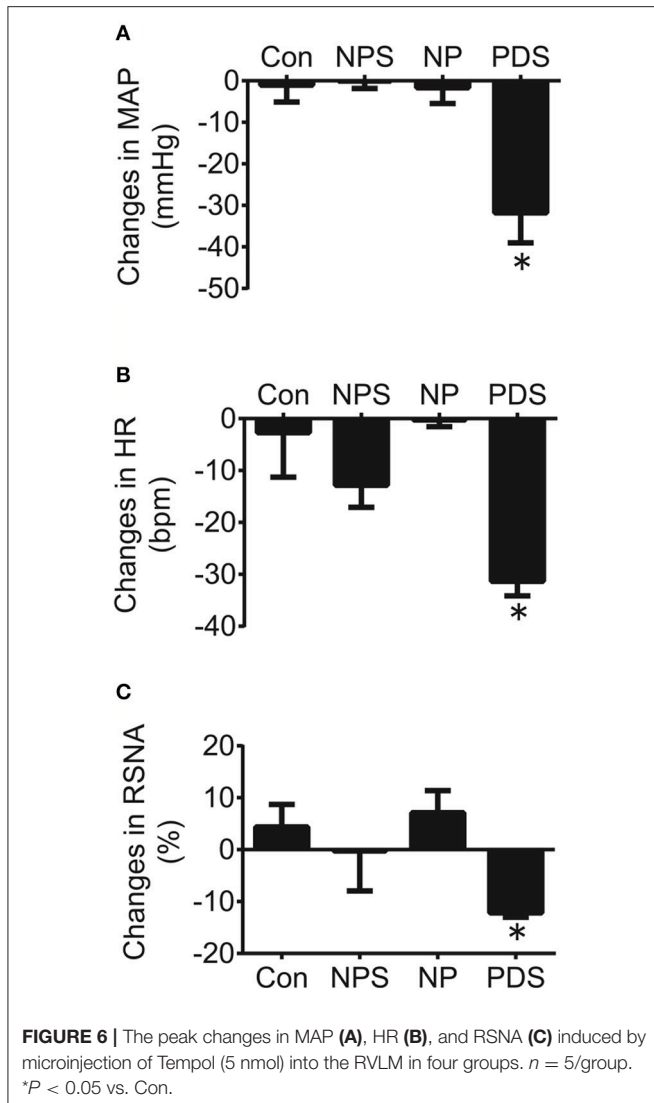 A
Con NPS NP PDS
Changes in MAP
(mmHg)
0
-10
-20
-30
-40
-50
*
B
Con NPS NP PDS
Changes in HR
(bpm)
0
-10
-20
-30
-40
*
C
Changes in RSNA
(%)
20
10
0
-10
-20
*
Con NPS NP PDS
FIGURE 6 | The peak changes in MAP (A), HR (B), and RSNA (C) induced by
microinjection of Tempol (5 nmol) into the RVLM in four groups. n = 5/group.
*P < 0.05 vs. Con.